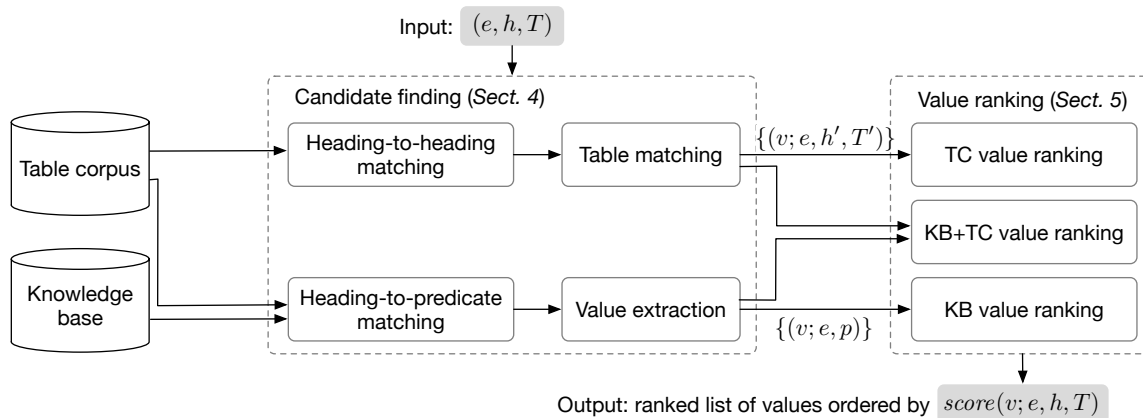 Input: (e, h, T)
Candidate finding (Sect. 4)
Value ranking (Sect. 5)
Table corpus
Heading-to-heading
matching
Table matching
{(v; e, h′, T′)}
TC value ranking
KB+TC value ranking
Knowledge
base
Heading-to-predicate
matching
Value extraction
{(v; e, p)}
KB value ranking
Output: ranked list of values ordered by score(v; e, h, T)